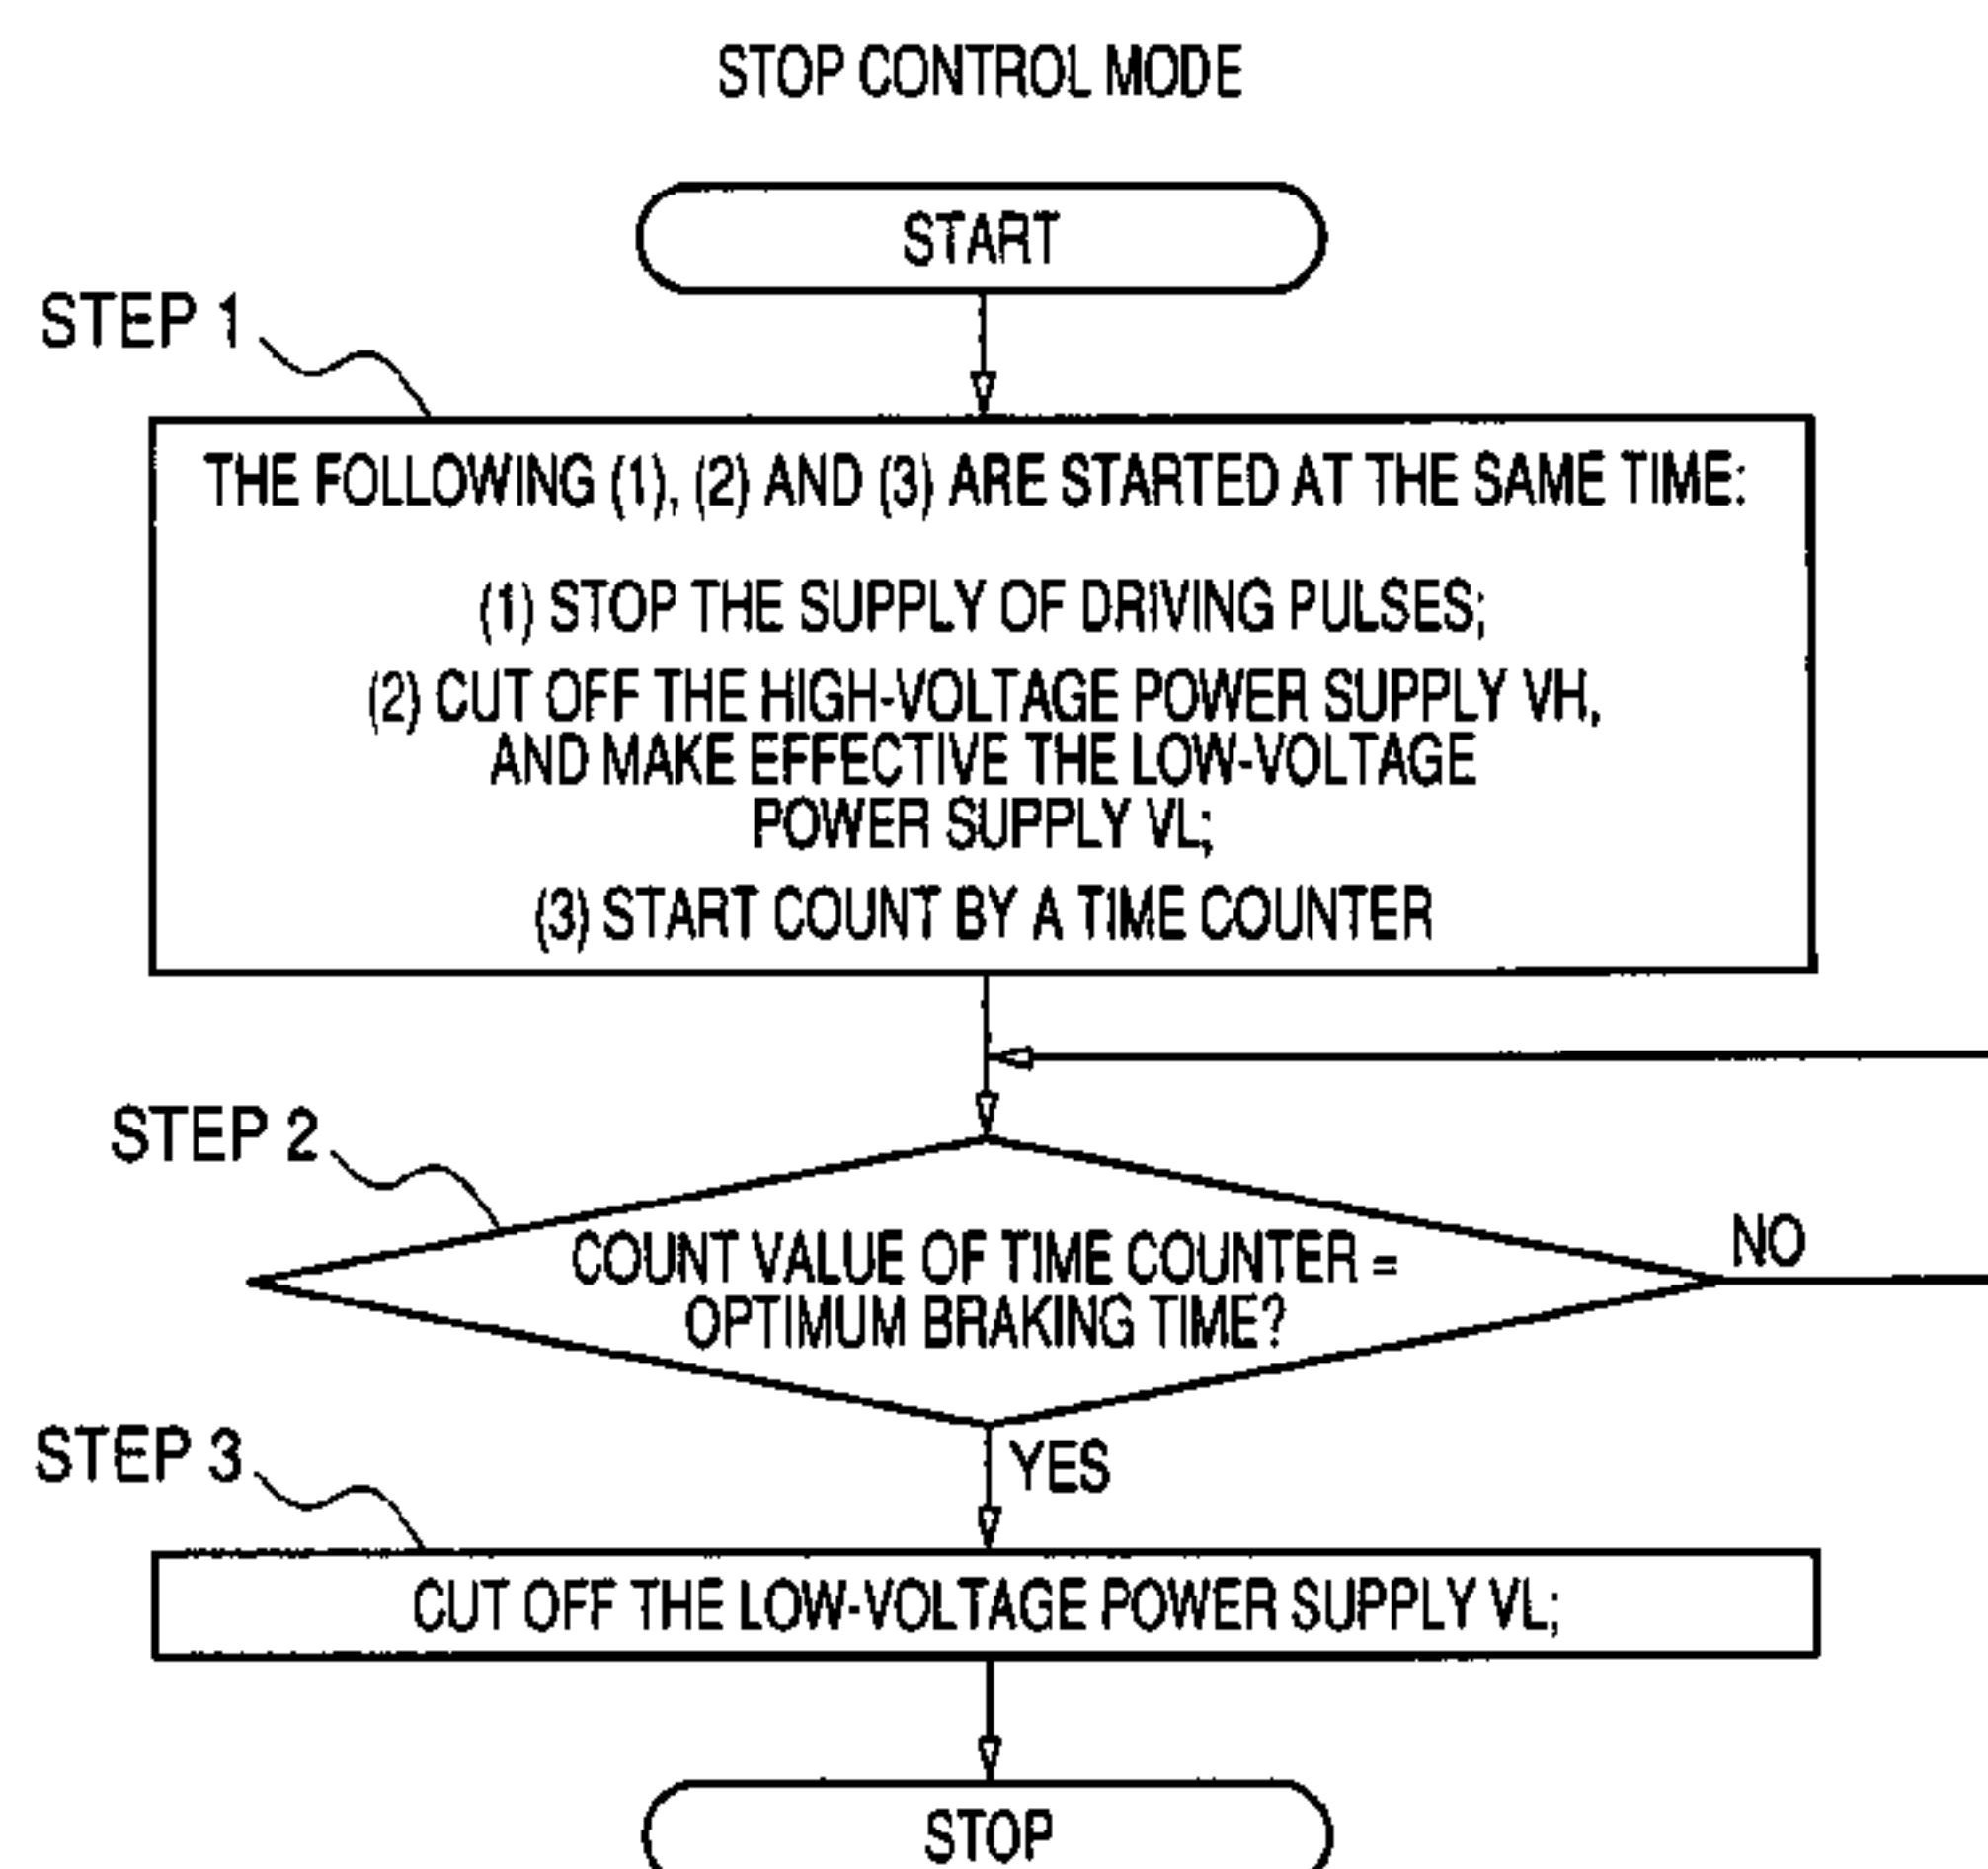 STOP CONTROL MODE
START
STEP 1
THE FOLLOWING (1), (2) AND (3) ARE STARTED AT THE SAME TIME:
(1) STOP THE SUPPLY OF DRIVING PULSES;
(2) CUT OFF THE HIGH-VOLTAGE POWER SUPPLY VH,
AND MAKE EFFECTIVE THE LOW-VOLTAGE
POWER SUPPLY VL;
(3) START COUNT BY A TIME COUNTER
STEP 2
COUNT VALUE OF TIME COUNTER =
OPTIMUM BRAKING TIME?
NO
YES
STEP 3
CUT OFF THE LOW-VOLTAGE POWER SUPPLY VL;
STOP